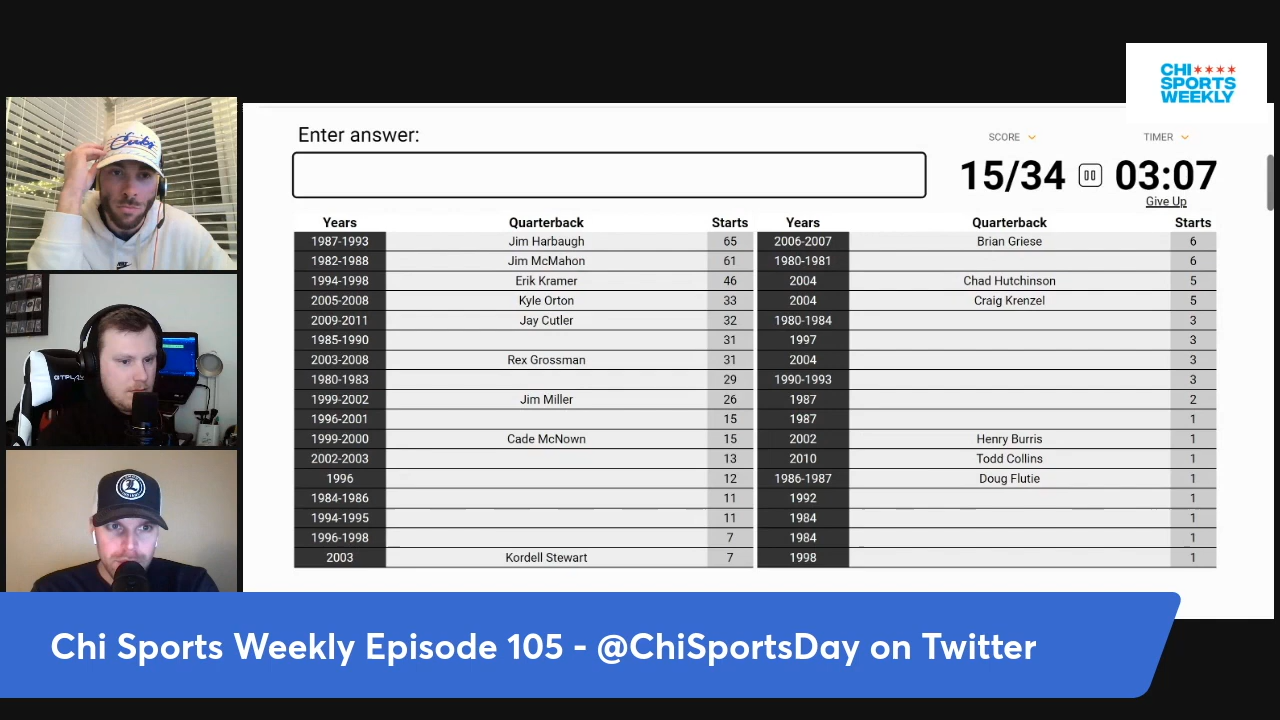 CHI
SPORTS
WEEKLY
Enter answer:
SCORE
TIMER
15/34
03:07
Give Up
Years Quarterback Starts Years Quarterback Starts
1987-1993 Jim Harbaugh 65 2006-2007 Brian Griese 6
1982-1988 Jim McMahon 61 1980-1981 6
1994-1998 Erik Kramer 46 2004 Chad Hutchinson 5
2005-2008 Kyle Orton 33 2004 Craig Krenzel 5
2009-2011 Jay Cutler 32 1980-1984 3
1985-1990 31 1997 3
2003-2008 Rex Grossman 31 2004 3
1980-1983 29 1990-1993 3
1999-2002 Jim Miller 26 1987 2
1996-2001 15 1987 1
1999-2000 Cade McNown 15 2002 Henry Burris 1
2002-2003 13 2010 Todd Collins 1
1996 12 1986-1987 Doug Flutie 1
1984-1986 11 1992 1
1994-1995 11 1984 1
1996-1998 7 1984 1
2003 Kordell Stewart 7 1998 1
Cubs
Chi Sports Weekly Episode 105 - @ChiSportsDay on Twitter